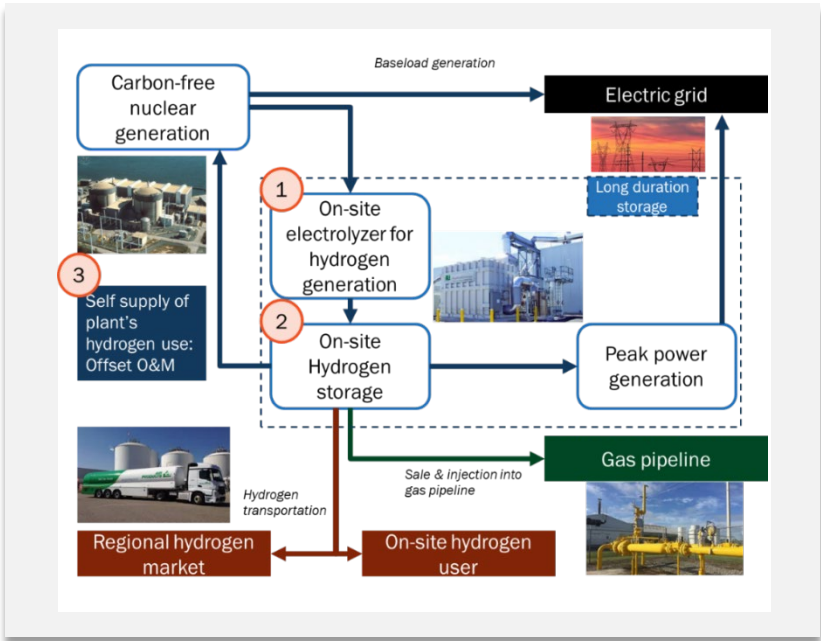 Baseload generation
Carbon-free
nuclear
generation
Electric grid
Long duration
storage
1
On-site
electrolyzer for
hydrogen
generation
3
Self supply of
plant's
hydrogen use:
Offset O&M
2
On-site
Hydrogen
storage
Peak power
generation
Gas pipeline
Sale & injection into
gas pipeline
Hydrogen
transportation
Regional hydrogen
market
On-site hydrogen
user